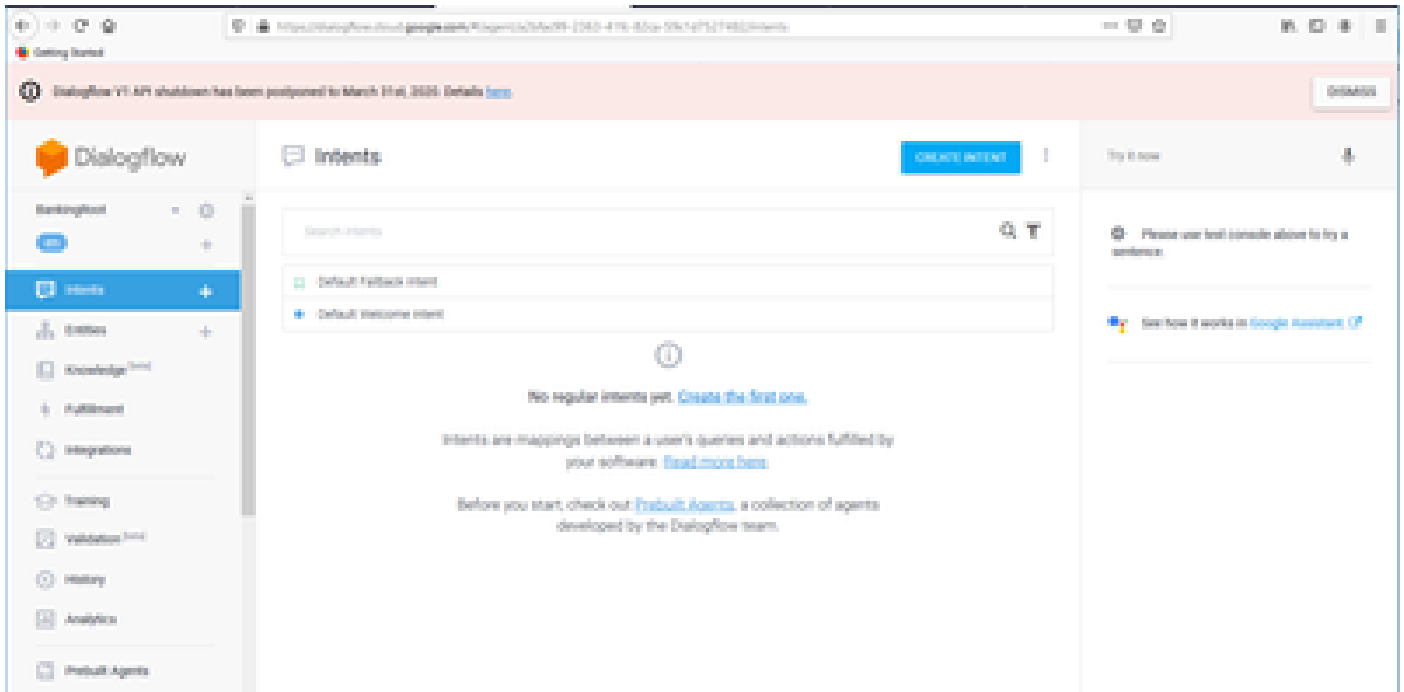 Getting Started
Dialogflow V1 API shutdown has been postponed to March 31st, 2020. Details here.
DISMISS
Dialogflow
Intents
CREATE INTENT
Try it now
Search intents
Please use test console above to try a
sentence.
Intents
Default Fallback Intent
Entities
Default Welcome Intent
See how it works in Google Assistant.
Knowledge [beta]
No regular intents yet. Create the first one.
Fulfillment
Intents are mappings between a user's queries and actions fulfilled by
Integrations
your software. Read more here.
Training
Before you start, check out Prebuilt Agents, a collection of agents
developed by the Dialogflow team.
Validation [beta]
History
Analytics
Prebuilt Agents